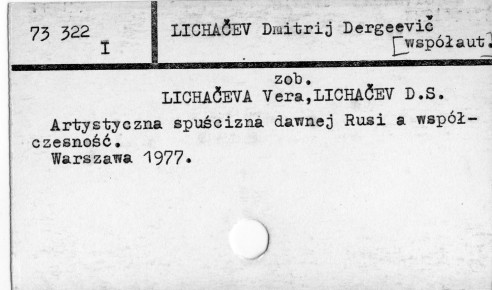 73 322
I
LICHAČEV Dmitrij Dergeevič
[współaut.]
zob.
LICHAČEVA Vera,LICHAČEV D.S.
Artystyczna spuścizna dawnej Rusi a współ-
czesność.
Warszawa 1977.